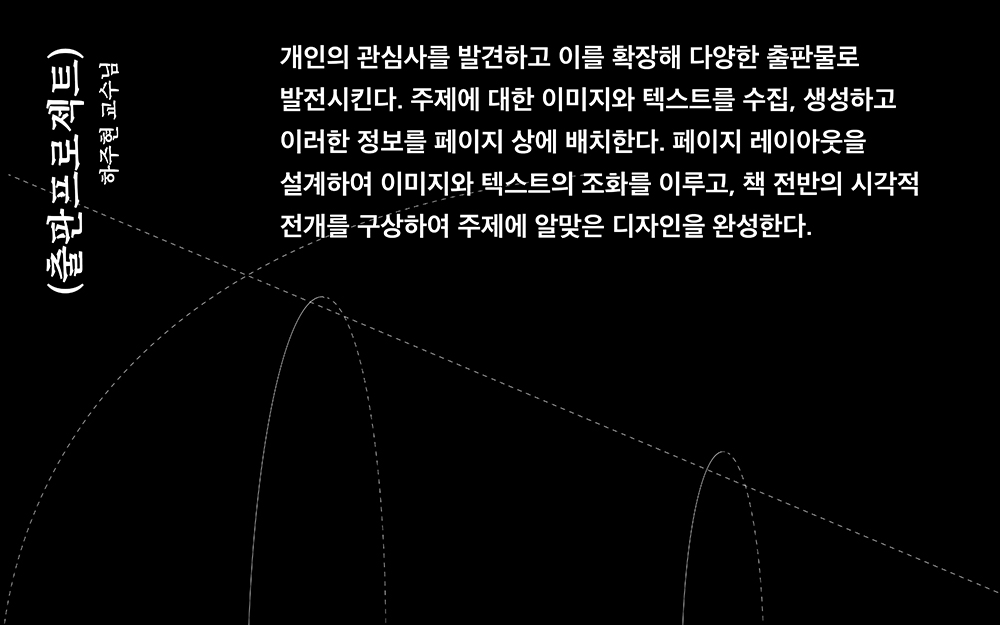 (출판프로젝트)
하주현 교수님
개인의 관심사를 발견하고 이를 확장해 다양한 출판물로
발전시킨다. 주제에 대한 이미지와 텍스트를 수집, 생성하고
이러한 정보를 페이지 상에 배치한다. 페이지 레이아웃을
설계하여 이미지와 텍스트의 조화를 이루고, 책 전반의 시각적
전개를 구상하여 주제에 알맞은 디자인을 완성한다.